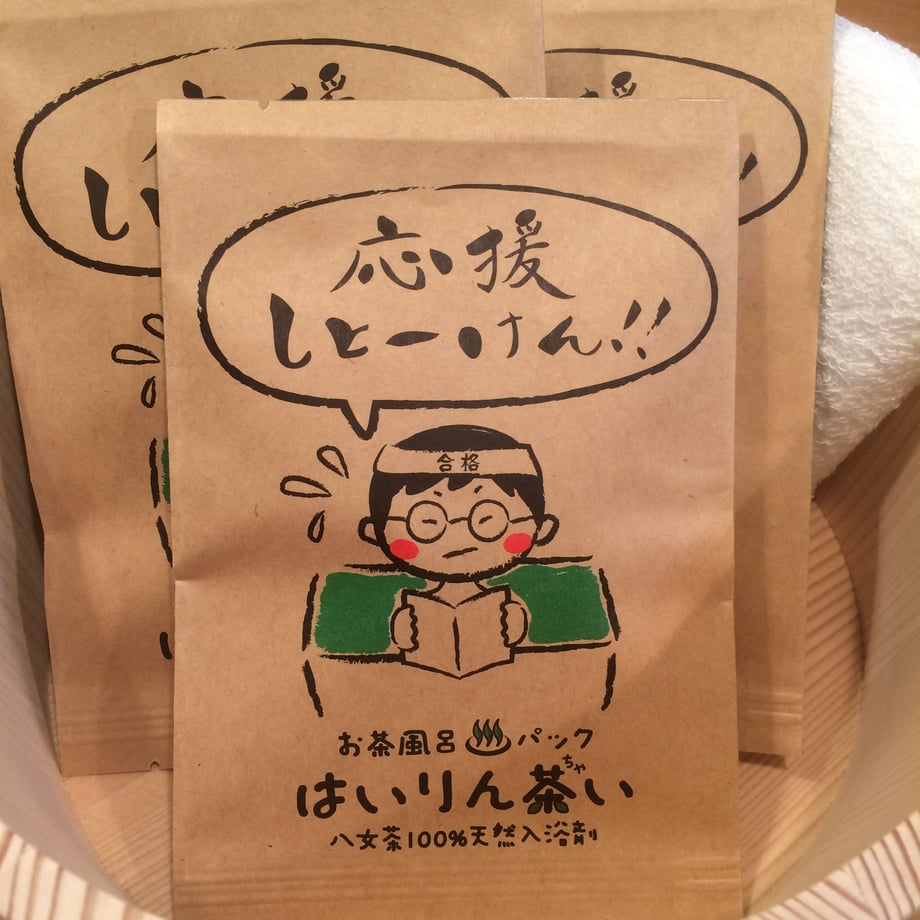 応援
しとーけん!!
合格
お茶風呂♨パック
はいりん茶い
ちゃ
八女茶100%天然入浴剤